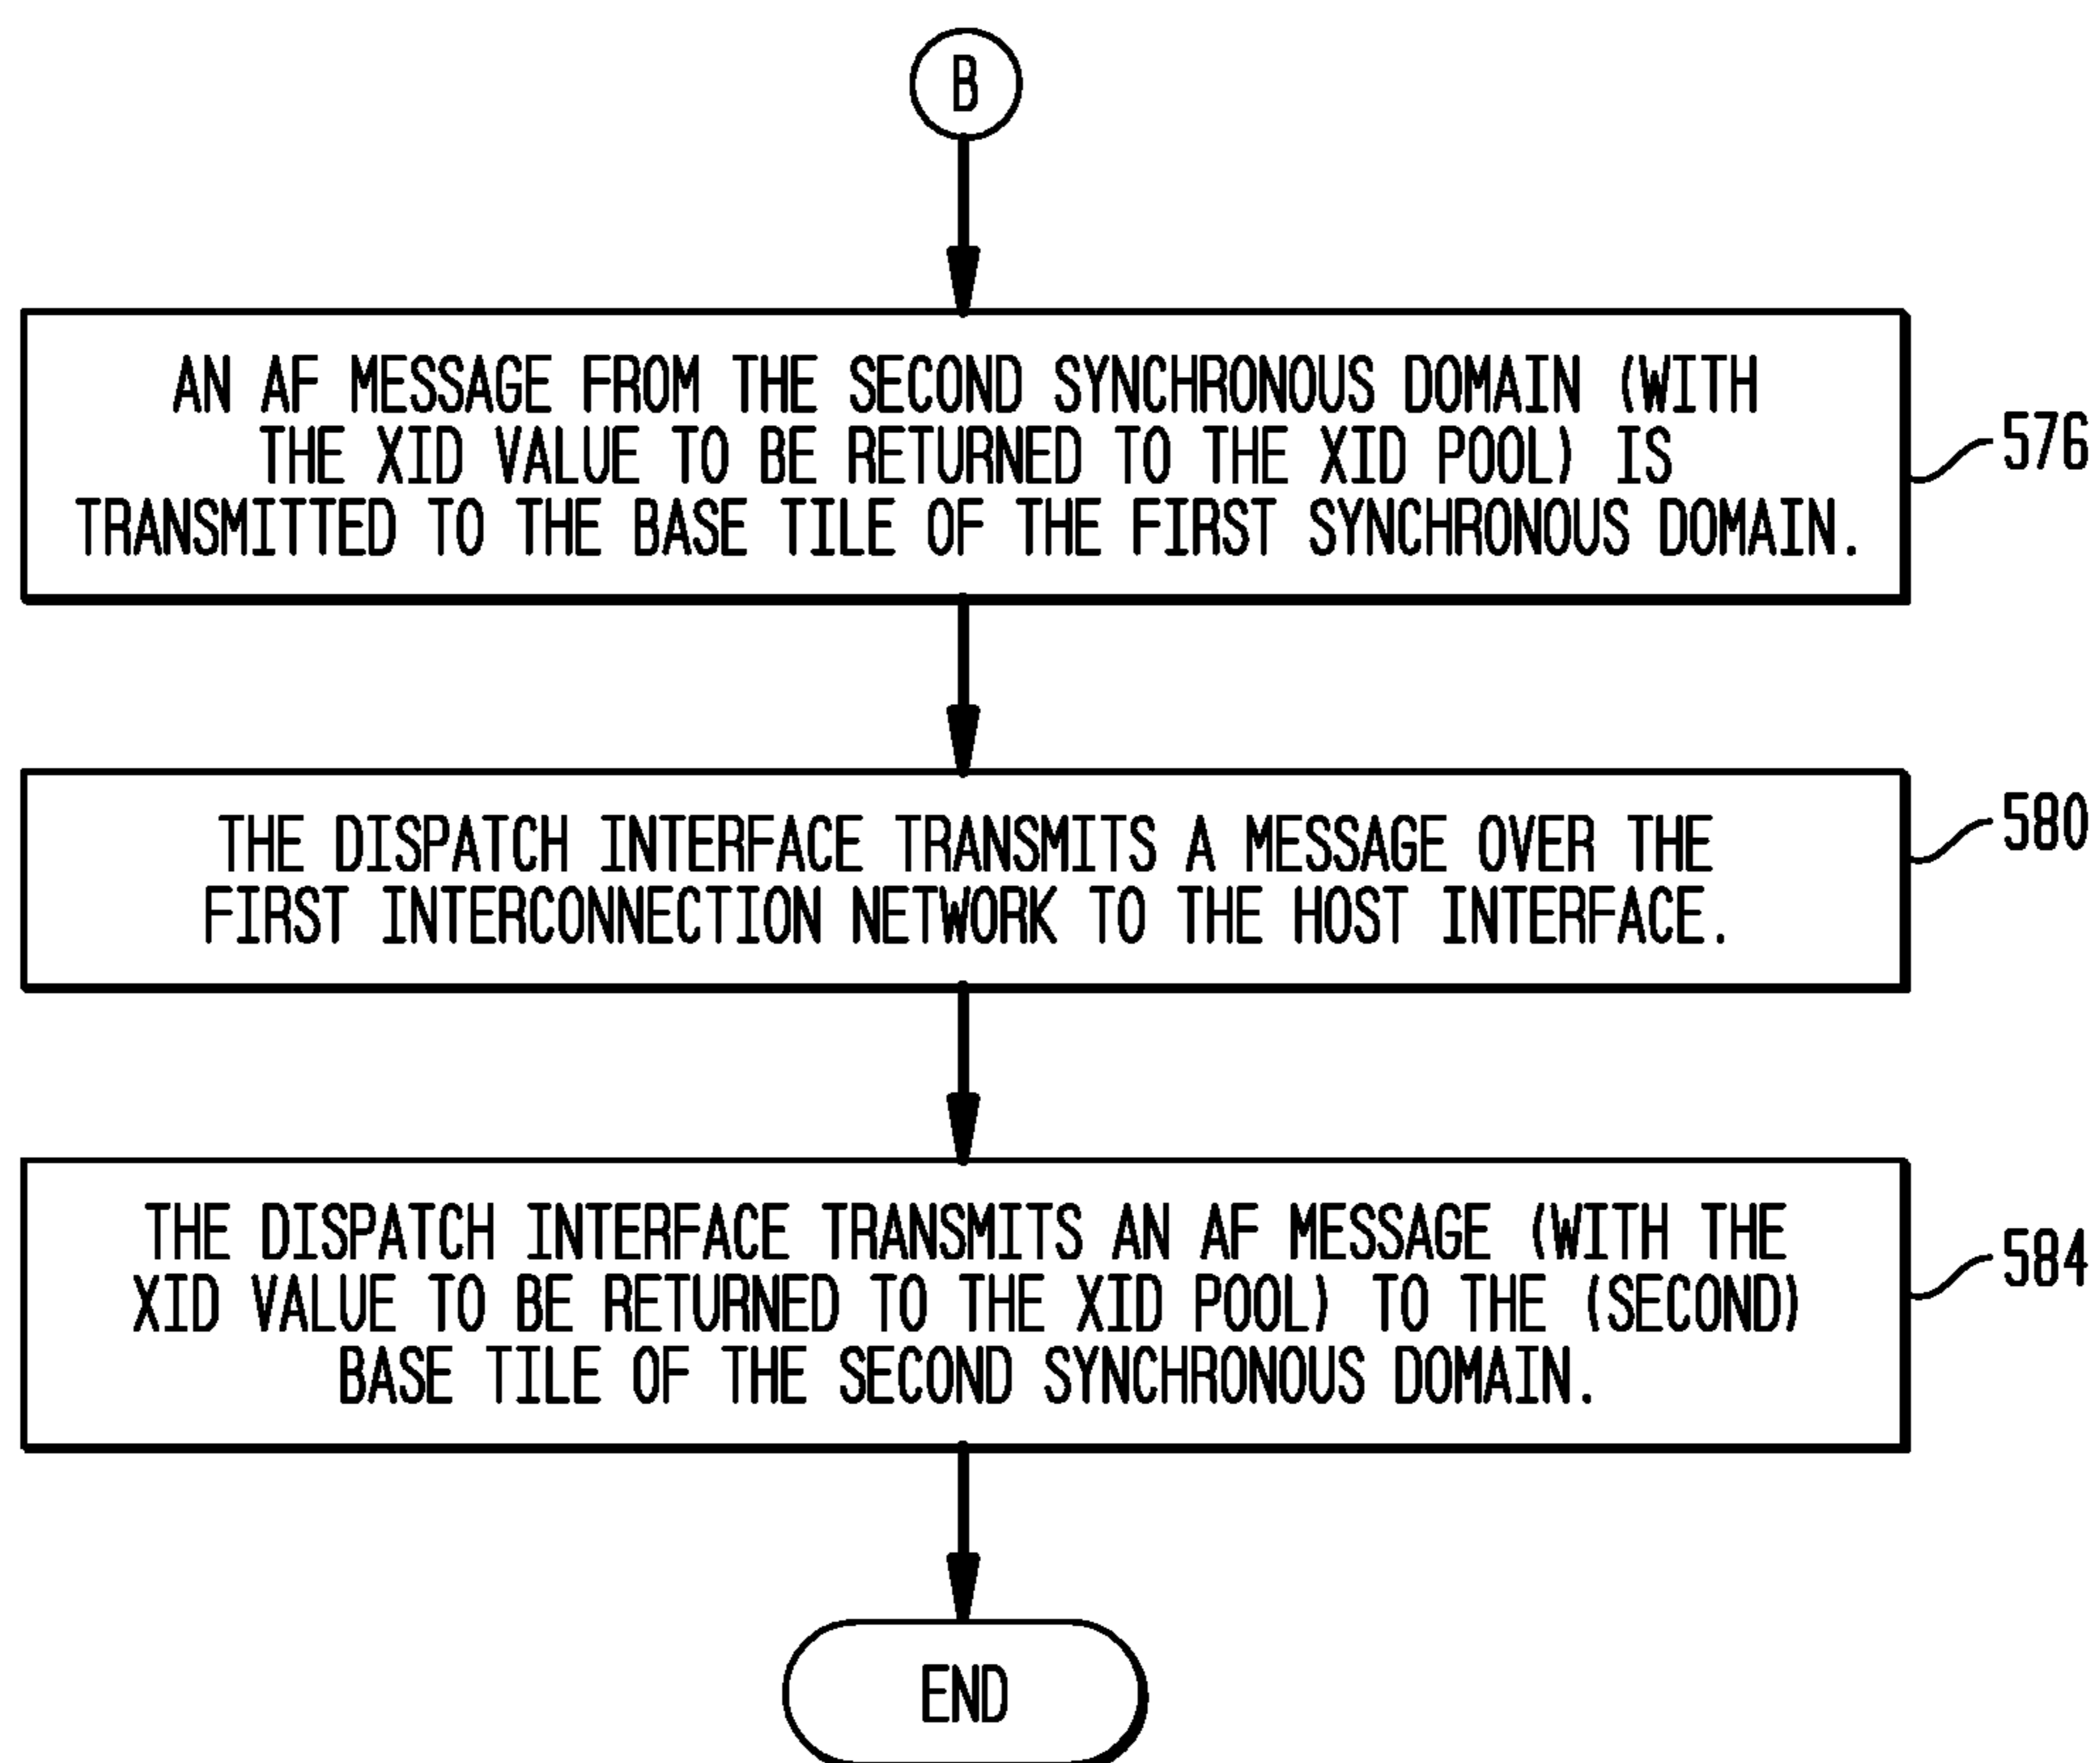 B
AN AF MESSAGE FROM THE SECOND SYNCHRONOUS DOMAIN (WITH
THE XID VALUE TO BE RETURNED TO THE XID POOL) IS
TRANSMITTED TO THE BASE TILE OF THE FIRST SYNCHRONOUS DOMAIN.
576
THE DISPATCH INTERFACE TRANSMITS A MESSAGE OVER THE
FIRST INTERCONNECTION NETWORK TO THE HOST INTERFACE.
580
THE DISPATCH INTERFACE TRANSMITS AN AF MESSAGE (WITH THE
XID VALUE TO BE RETURNED TO THE XID POOL) TO THE (SECOND)
BASE TILE OF THE SECOND SYNCHRONOUS DOMAIN.
584
END